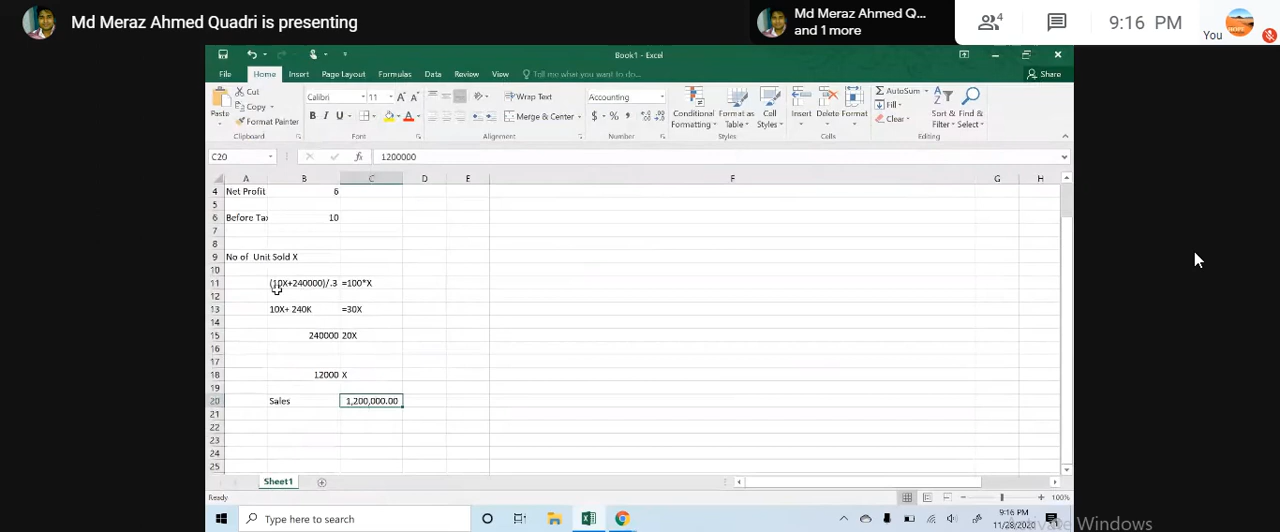 Md Meraz Ahmed Quadri is presenting
Md Meraz Ahmed Q...
and 1 more
4
9:16 PM
You
Book1 - Excel
File Home Insert Page Layout Formulas Data Review View Tell me what you want to do... Share
Paste
Cut
Copy
Format Painter
Clipboard
Calibri 11
B I U
Font
Wrap Text
Merge & Center
Alignment
Accounting
$ % ,
Number
Conditional Formatting
Format as Table
Cell Styles
Styles
Insert Delete Format
Cells
AutoSum
Fill
Clear
Sort & Filter
Find & Select
Editing
C20 fx 1200000
A B C D E F G H
4 Net Profit 6
5
6 Before Tax 10
7
8
9 No of Unit Sold X
10
11 (10X+240000)/.3 =100*X
12
13 10X+ 240K =30X
14
15 240000 20X
16
17
18 12000 X
19
20 Sales 1,200,000.00
21
22
23
24
25
Sheet1
Ready 100%
Type here to search
9:16 PM
11/28/2020
Activate Windows